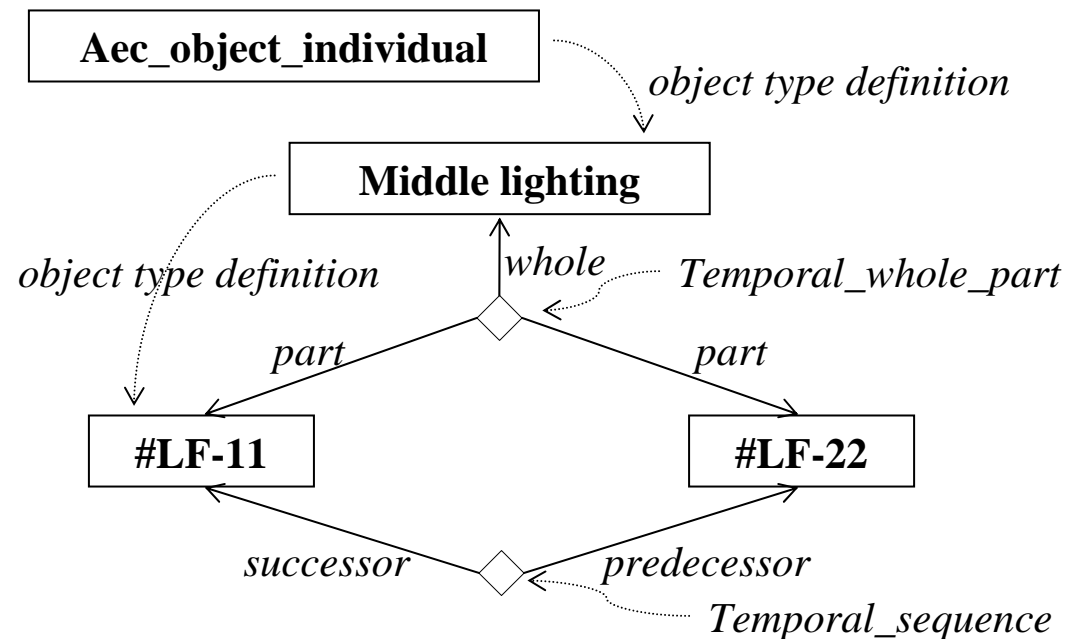 Aec_object_individual
object type definition
Middle lighting
whole
object type definition
Temporal_whole_part
part
part
#LF-11
#LF-22
successor
predecessor
Temporal_sequence